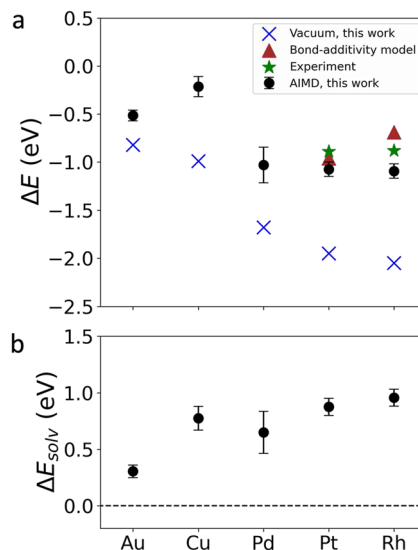 a
Vacuum, this work
Bond-additivity model
Experiment
AIMD, this work
0.5
0.0
−0.5
−1.0
−1.5
−2.0
−2.5
ΔE (eV)
b
1.5
1.0
0.5
0.0
ΔEsolv (eV)
Au Cu Pd Pt Rh